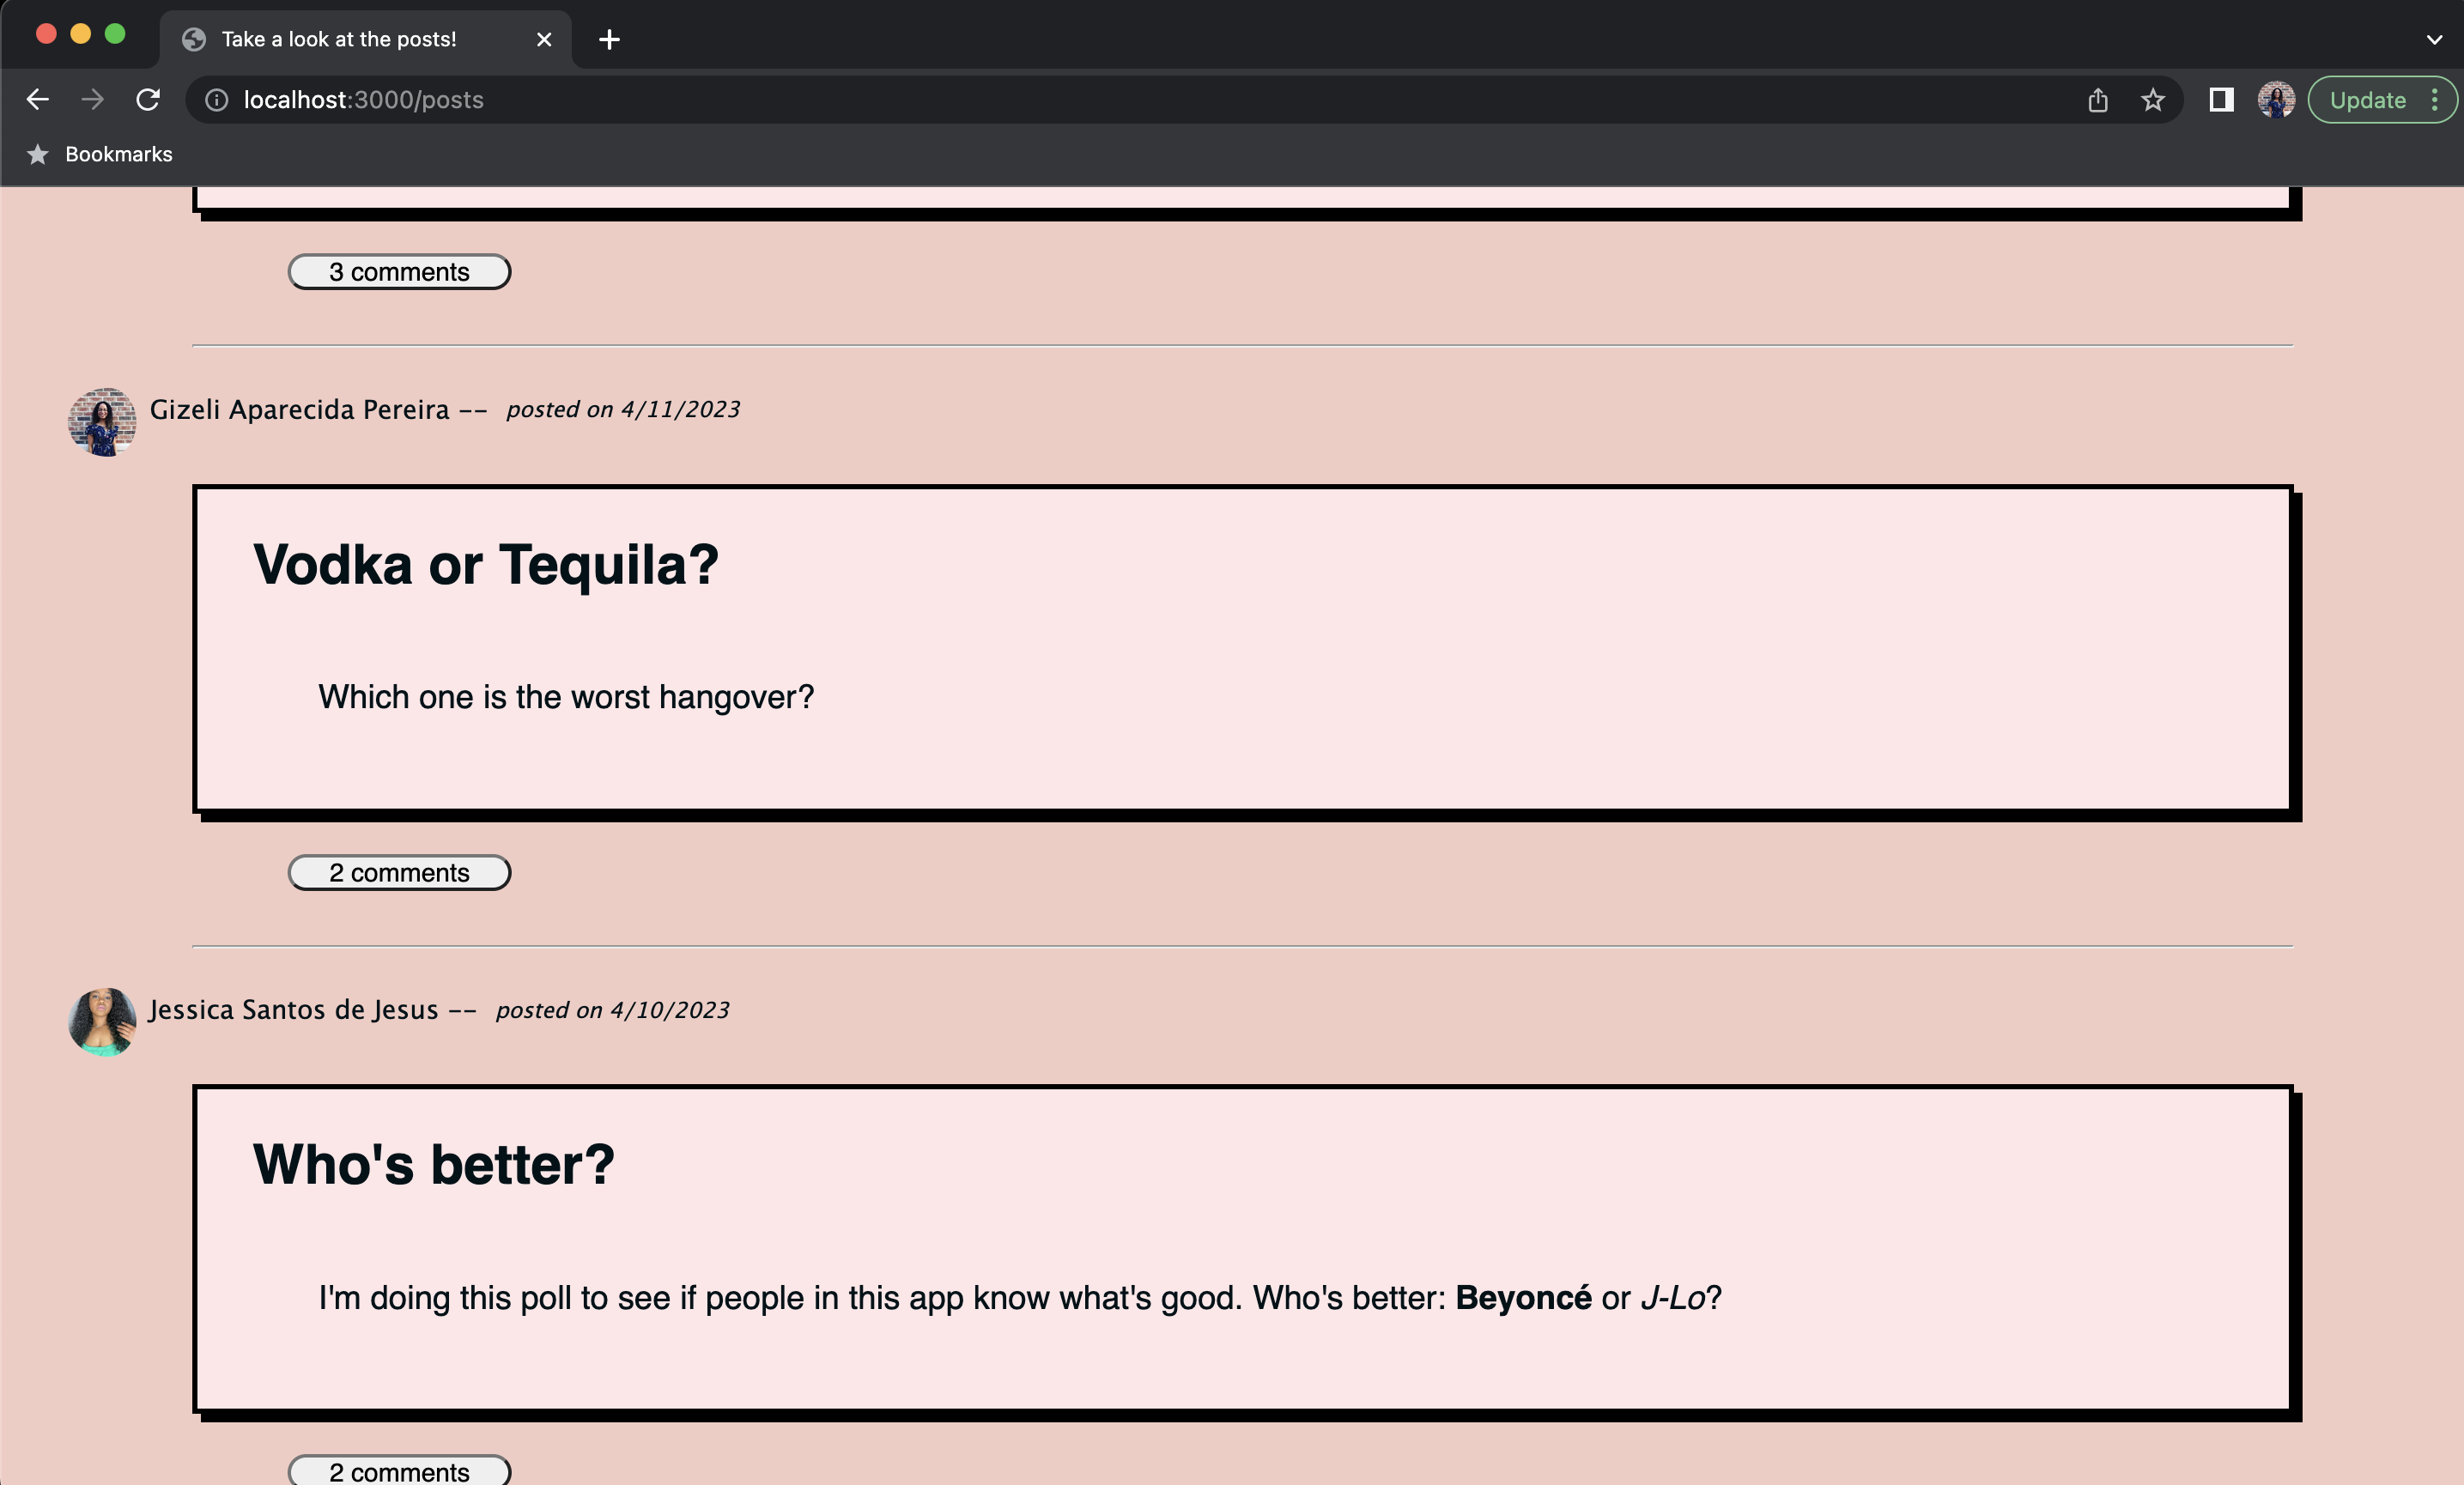 Take a look at the posts!
localhost:3000/posts
Update
Bookmarks
3 comments
Gizeli Aparecida Pereira -- posted on 4/11/2023
Vodka or Tequila?
Which one is the worst hangover?
2 comments
Jessica Santos de Jesus -- posted on 4/10/2023
Who's better?
I'm doing this poll to see if people in this app know what's good. Who's better: Beyoncé or J-Lo?
2 comments